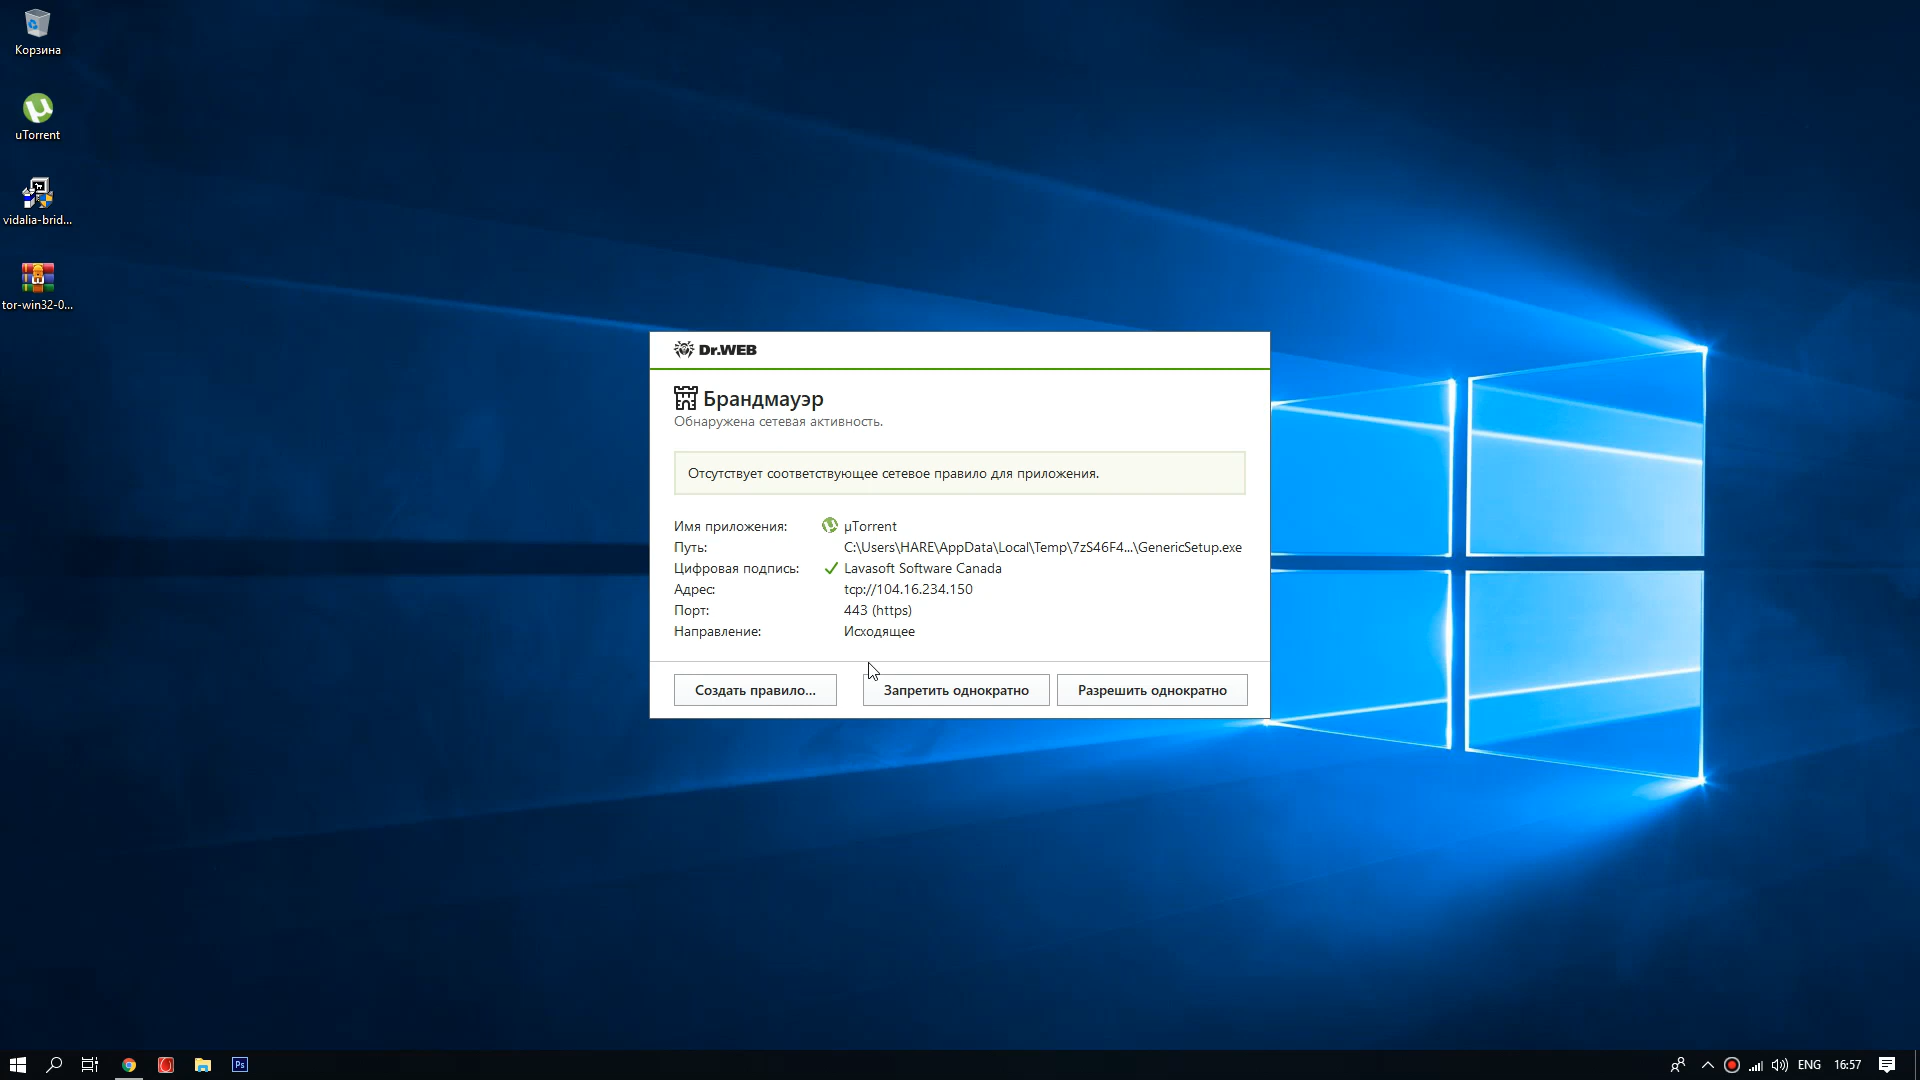 Корзина
uTorrent
vidalia-brid...
tor-win32-0...
Dr.WEB
Брандмауэр
Обнаружена сетевая активность.
Отсутствует соответствующее сетевое правило для приложения.
Имя приложения: µTorrent
Путь: C:\Users\HARE\AppData\Local\Temp\7zS46F4...\GenericSetup.exe
Цифровая подпись: Lavasoft Software Canada
Адрес: tcp://104.16.234.150
Порт: 443 (https)
Направление: Исходящее
Создать правило... Запретить однократно Разрешить однократно
Ps ENG 16:57